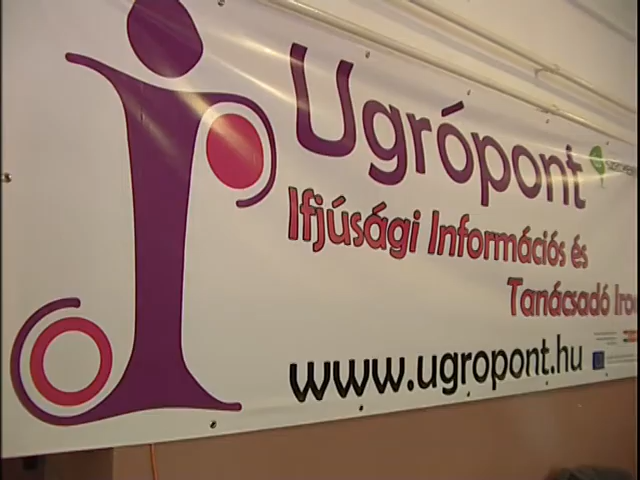 Ugrópont
Ifjúsági Információs és
Tanácsadó Iro
www.ugropont.hu